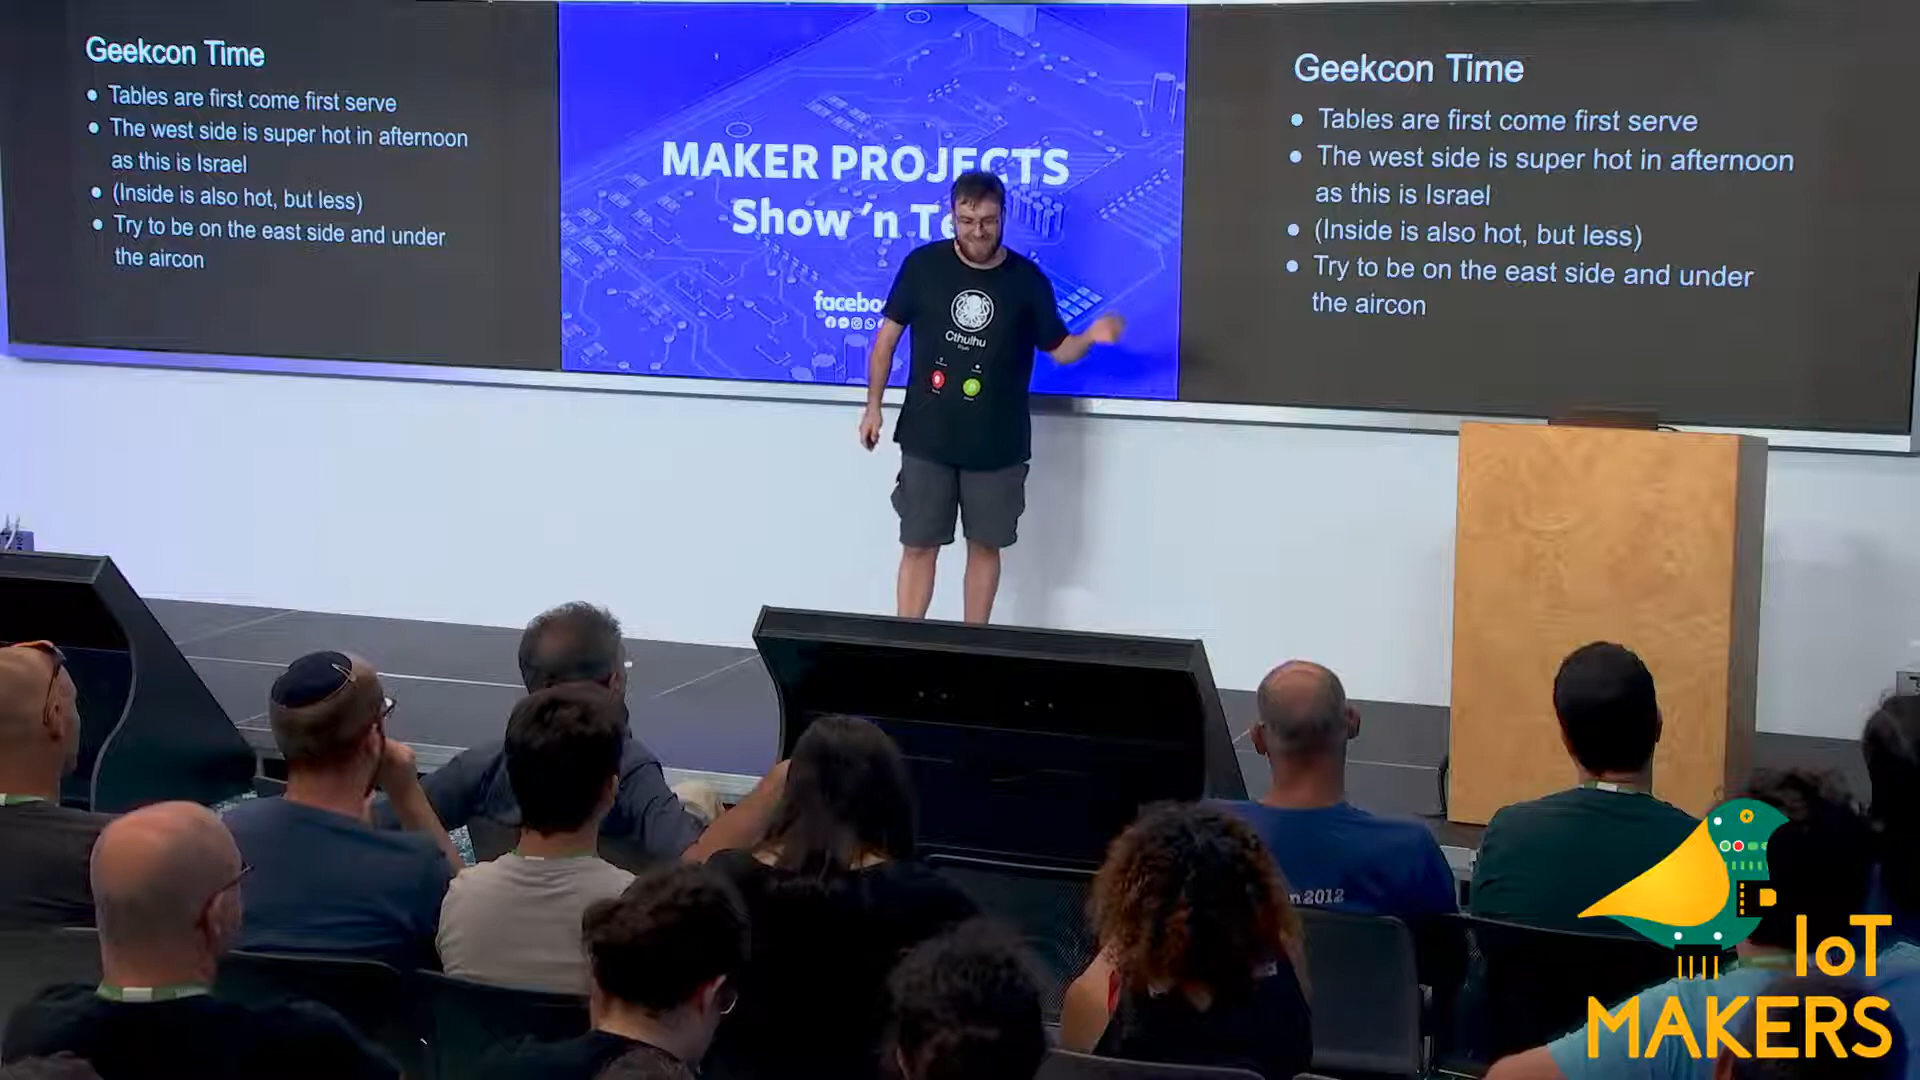 Geekcon Time
• Tables are first come first serve
• The west side is super hot in afternoon
as this is Israel
• (Inside is also hot, but less)
• Try to be on the east side and under
the aircon
MAKER PROJECTS
Show 'n Te
facebo
Geekcon Time
• Tables are first come first serve
• The west side is super hot in afternoon
as this is Israel
• (Inside is also hot, but less)
• Try to be on the east side and under
the aircon
Cthulhu
n2012
IoT
MAKERS